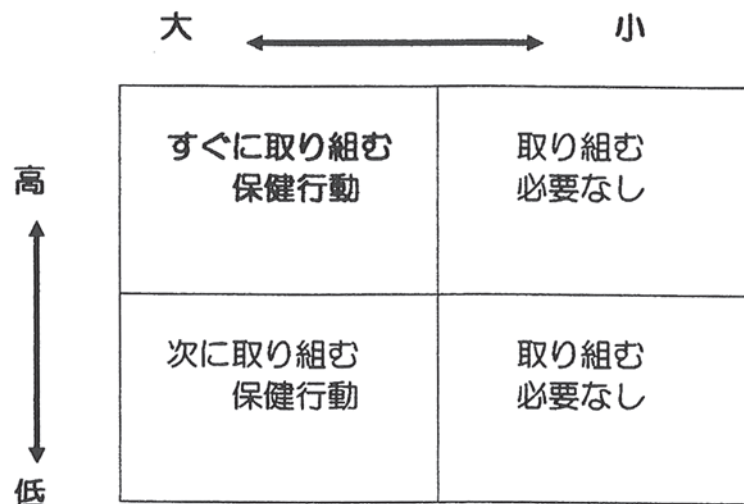 大 小
高
すぐに取り組む
保健行動
取り組む
必要なし
次に取り組む
保健行動
取り組む
必要なし
低